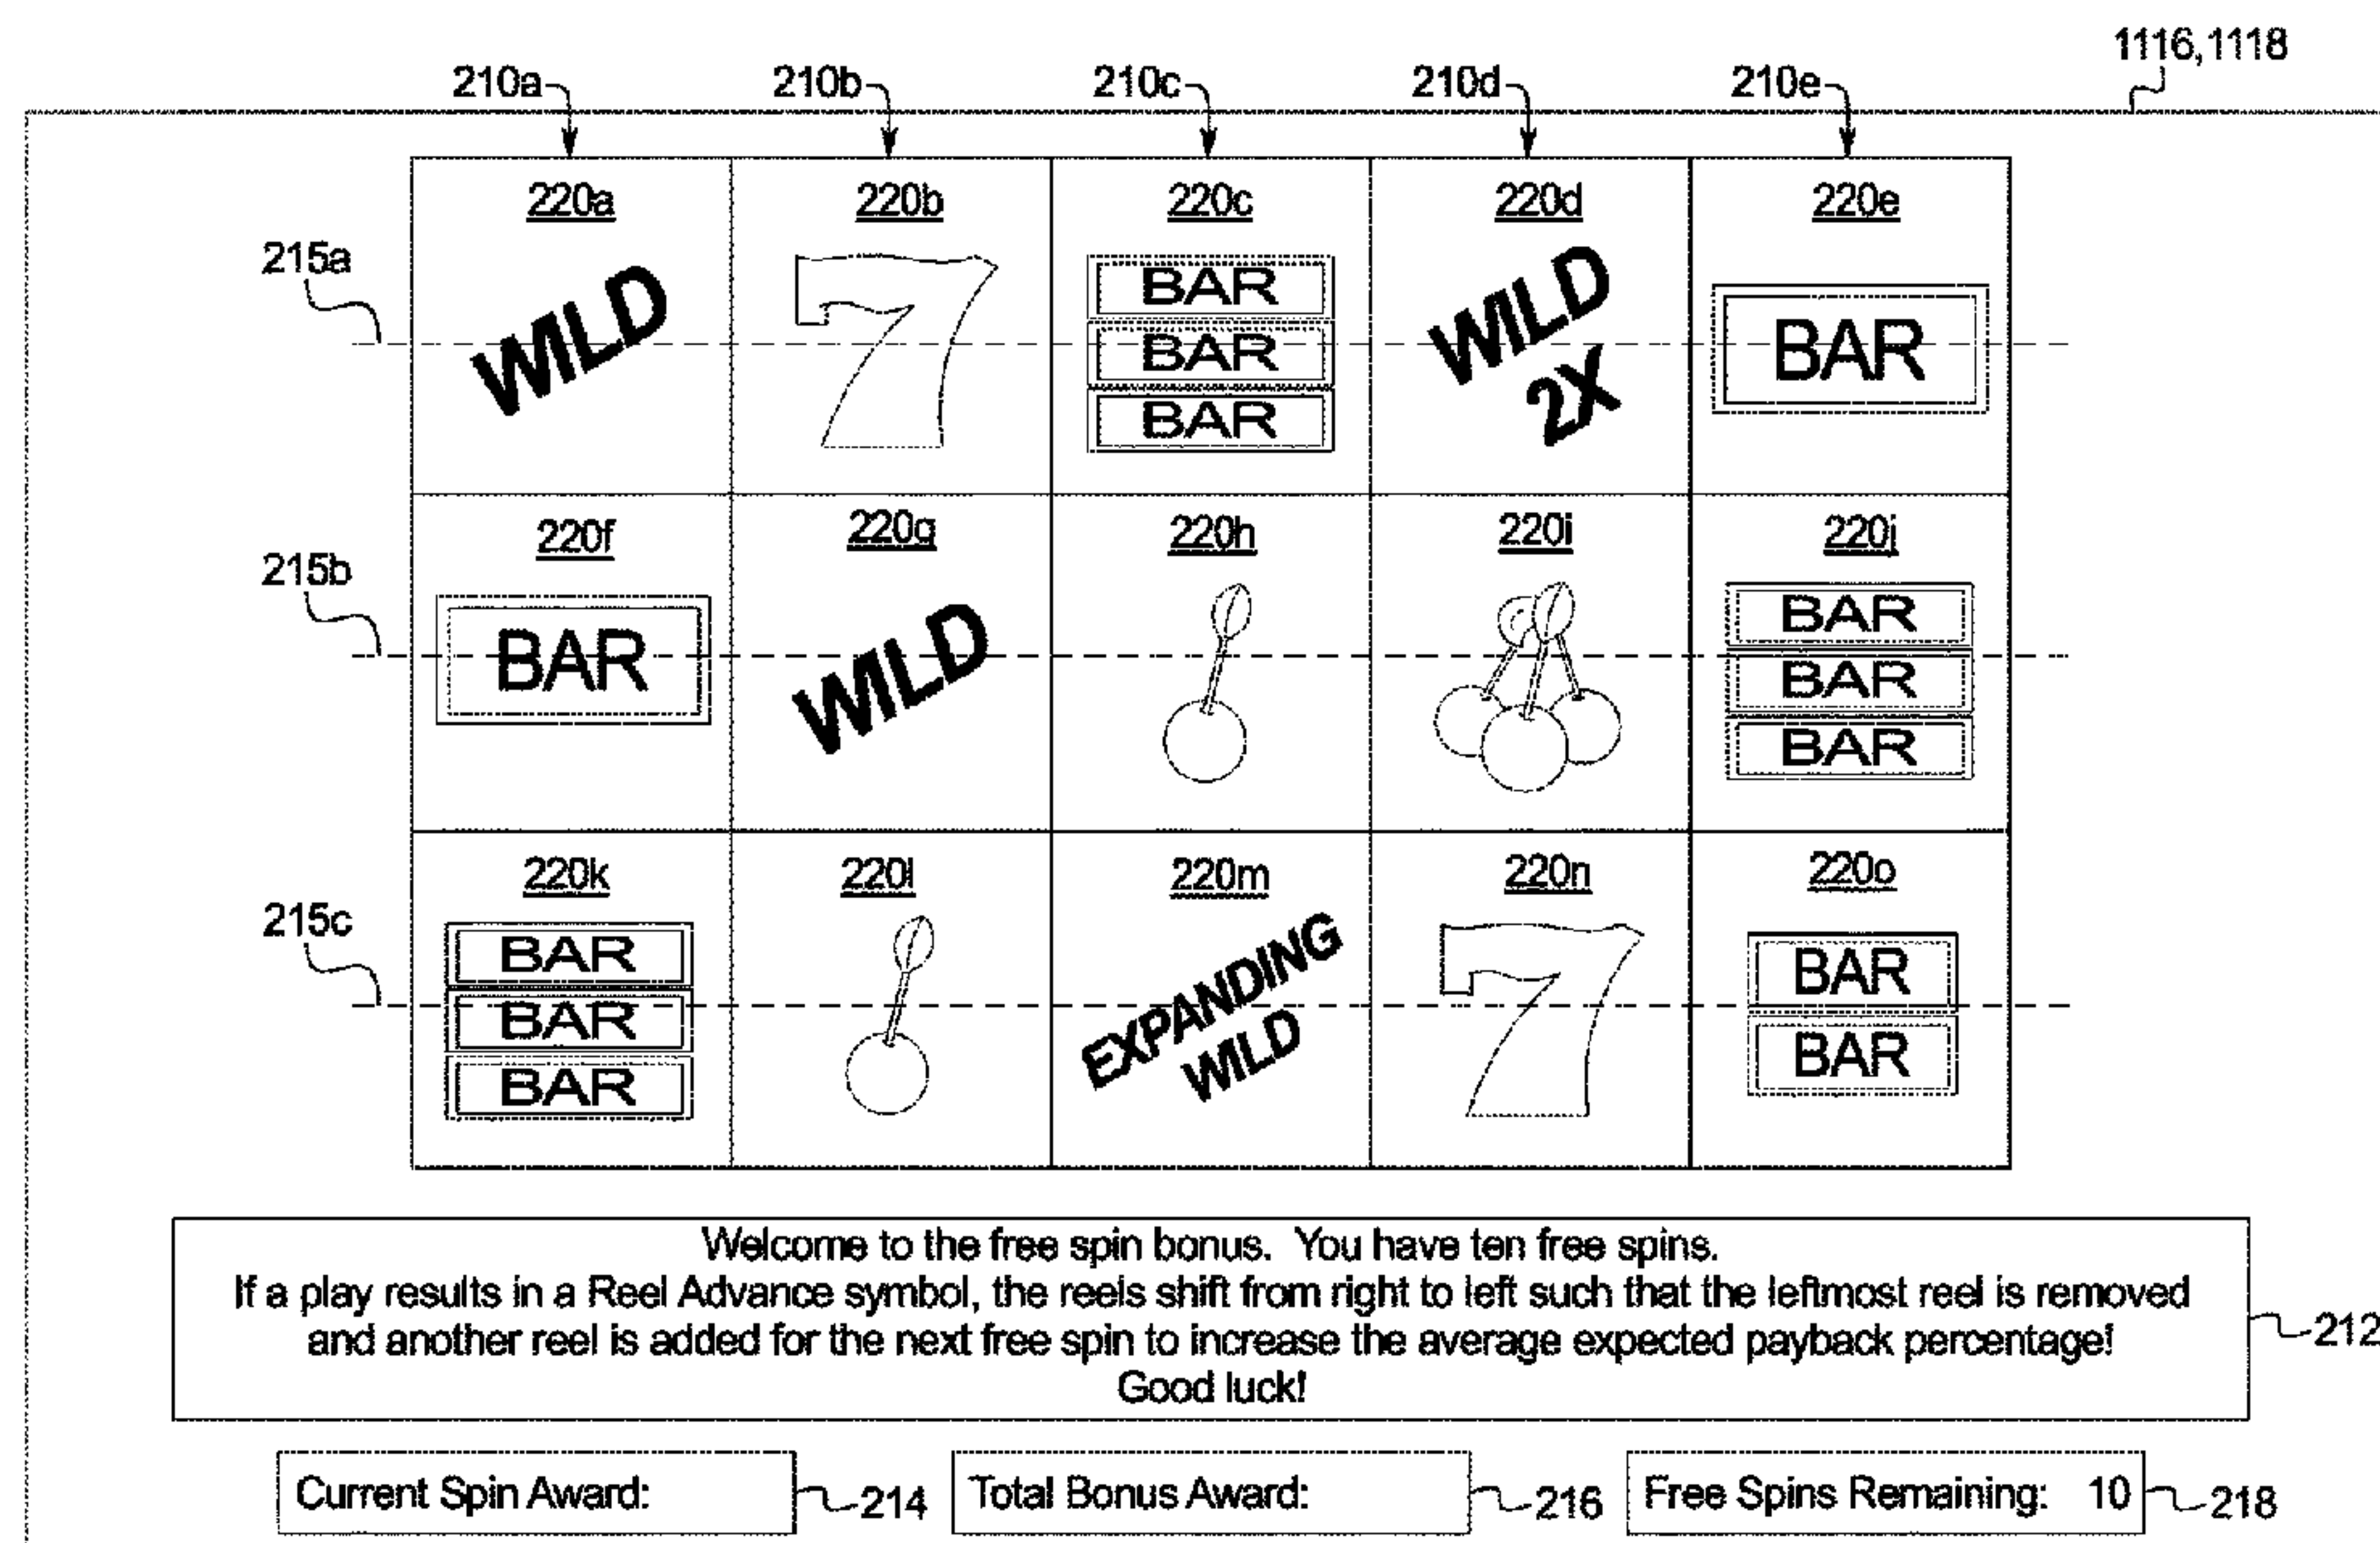 1116,1118
210a 210b 210c 210d 210e
220a 220b 220c 220d 220e
215a
WILD
7
BAR
BAR
BAR
WILD
2X
BAR
220f 220g 220h 220i 220j
215b
BAR
WILD
BAR
BAR
BAR
220k 220l 220m 220n 220o
215c
BAR
BAR
BAR
EXPANDING
WILD
7
BAR
BAR
Welcome to the free spin bonus. You have ten free spins.
If a play results in a Reel Advance symbol, the reels shift from right to left such that the leftmost reel is removed
and another reel is added for the next free spin to increase the average expected payback percentage!
Good luck!
212
Current Spin Award: 214 Total Bonus Award: 216 Free Spins Remaining: 10 218